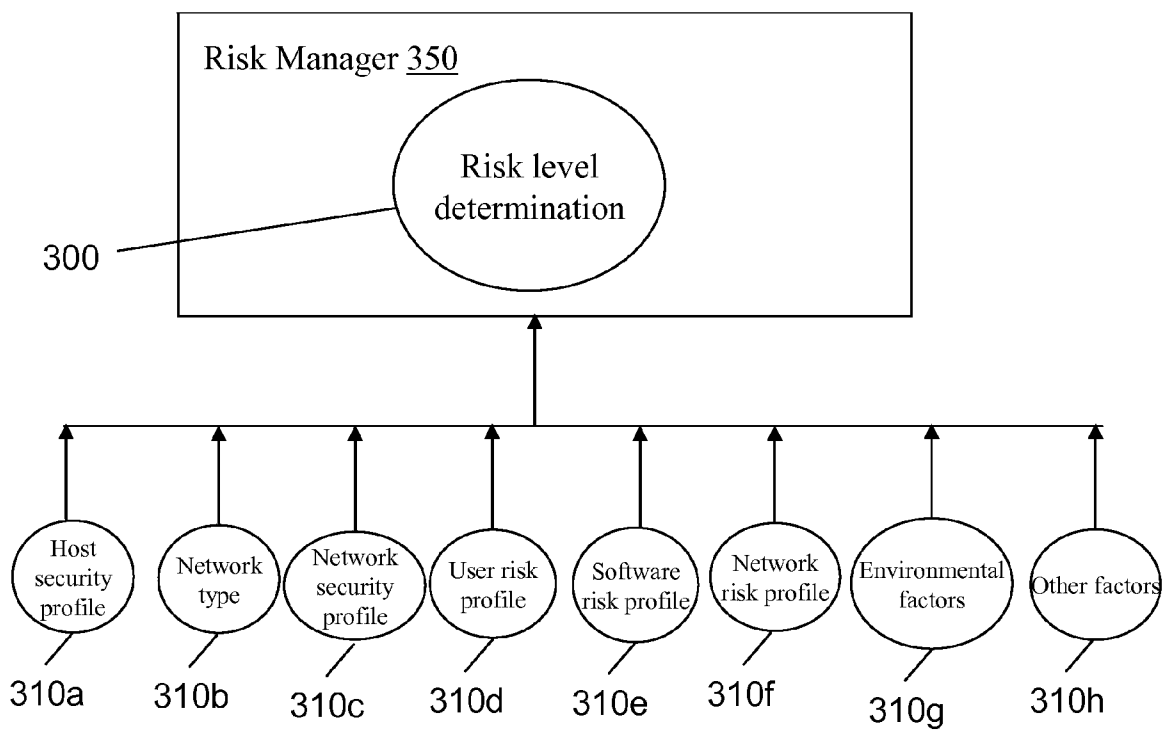 Risk Manager 350
Risk level
determination
300
Host
security
profile
Network
type
Network
security
profile
User risk
profile
Software
risk profile
Network
risk profile
Environmental
factors
Other factors
310a
310b
310c
310d
310e
310f
310g
310h